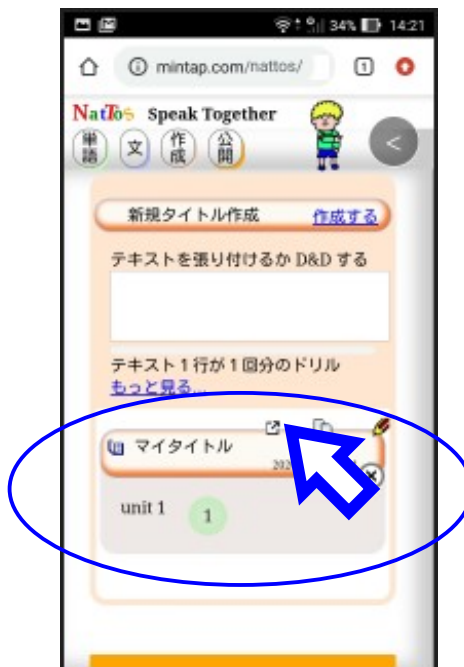 34% 14:21
mintap.com/nattos/
1
NatTos Speak Together
単語 文 作成 公開
<
新規タイトル作成 作成する
テキストを張り付けるか D&D する
テキスト1行が1回分のドリル
もっと見る...
マイタイトル
202
unit 1 1